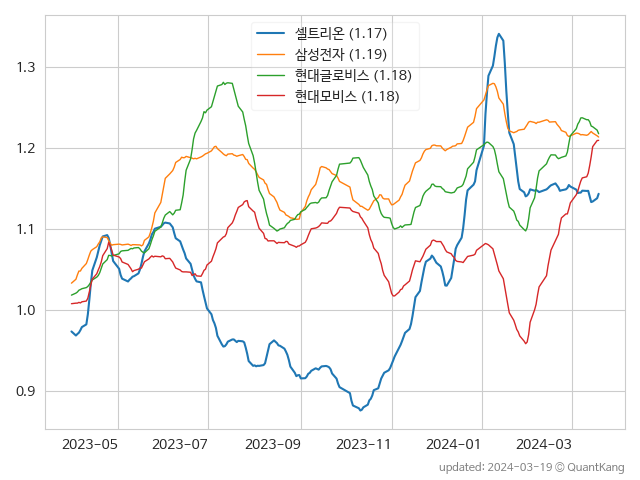 셀트리온 (1.17)
삼성전자 (1.19)
현대글로비스 (1.18)
현대모비스 (1.18)
1.3
1.2
1.1
1.0
0.9
2023-05 2023-07 2023-09 2023-11 2024-01 2024-03
updated: 2024-03-19 © QuantKang